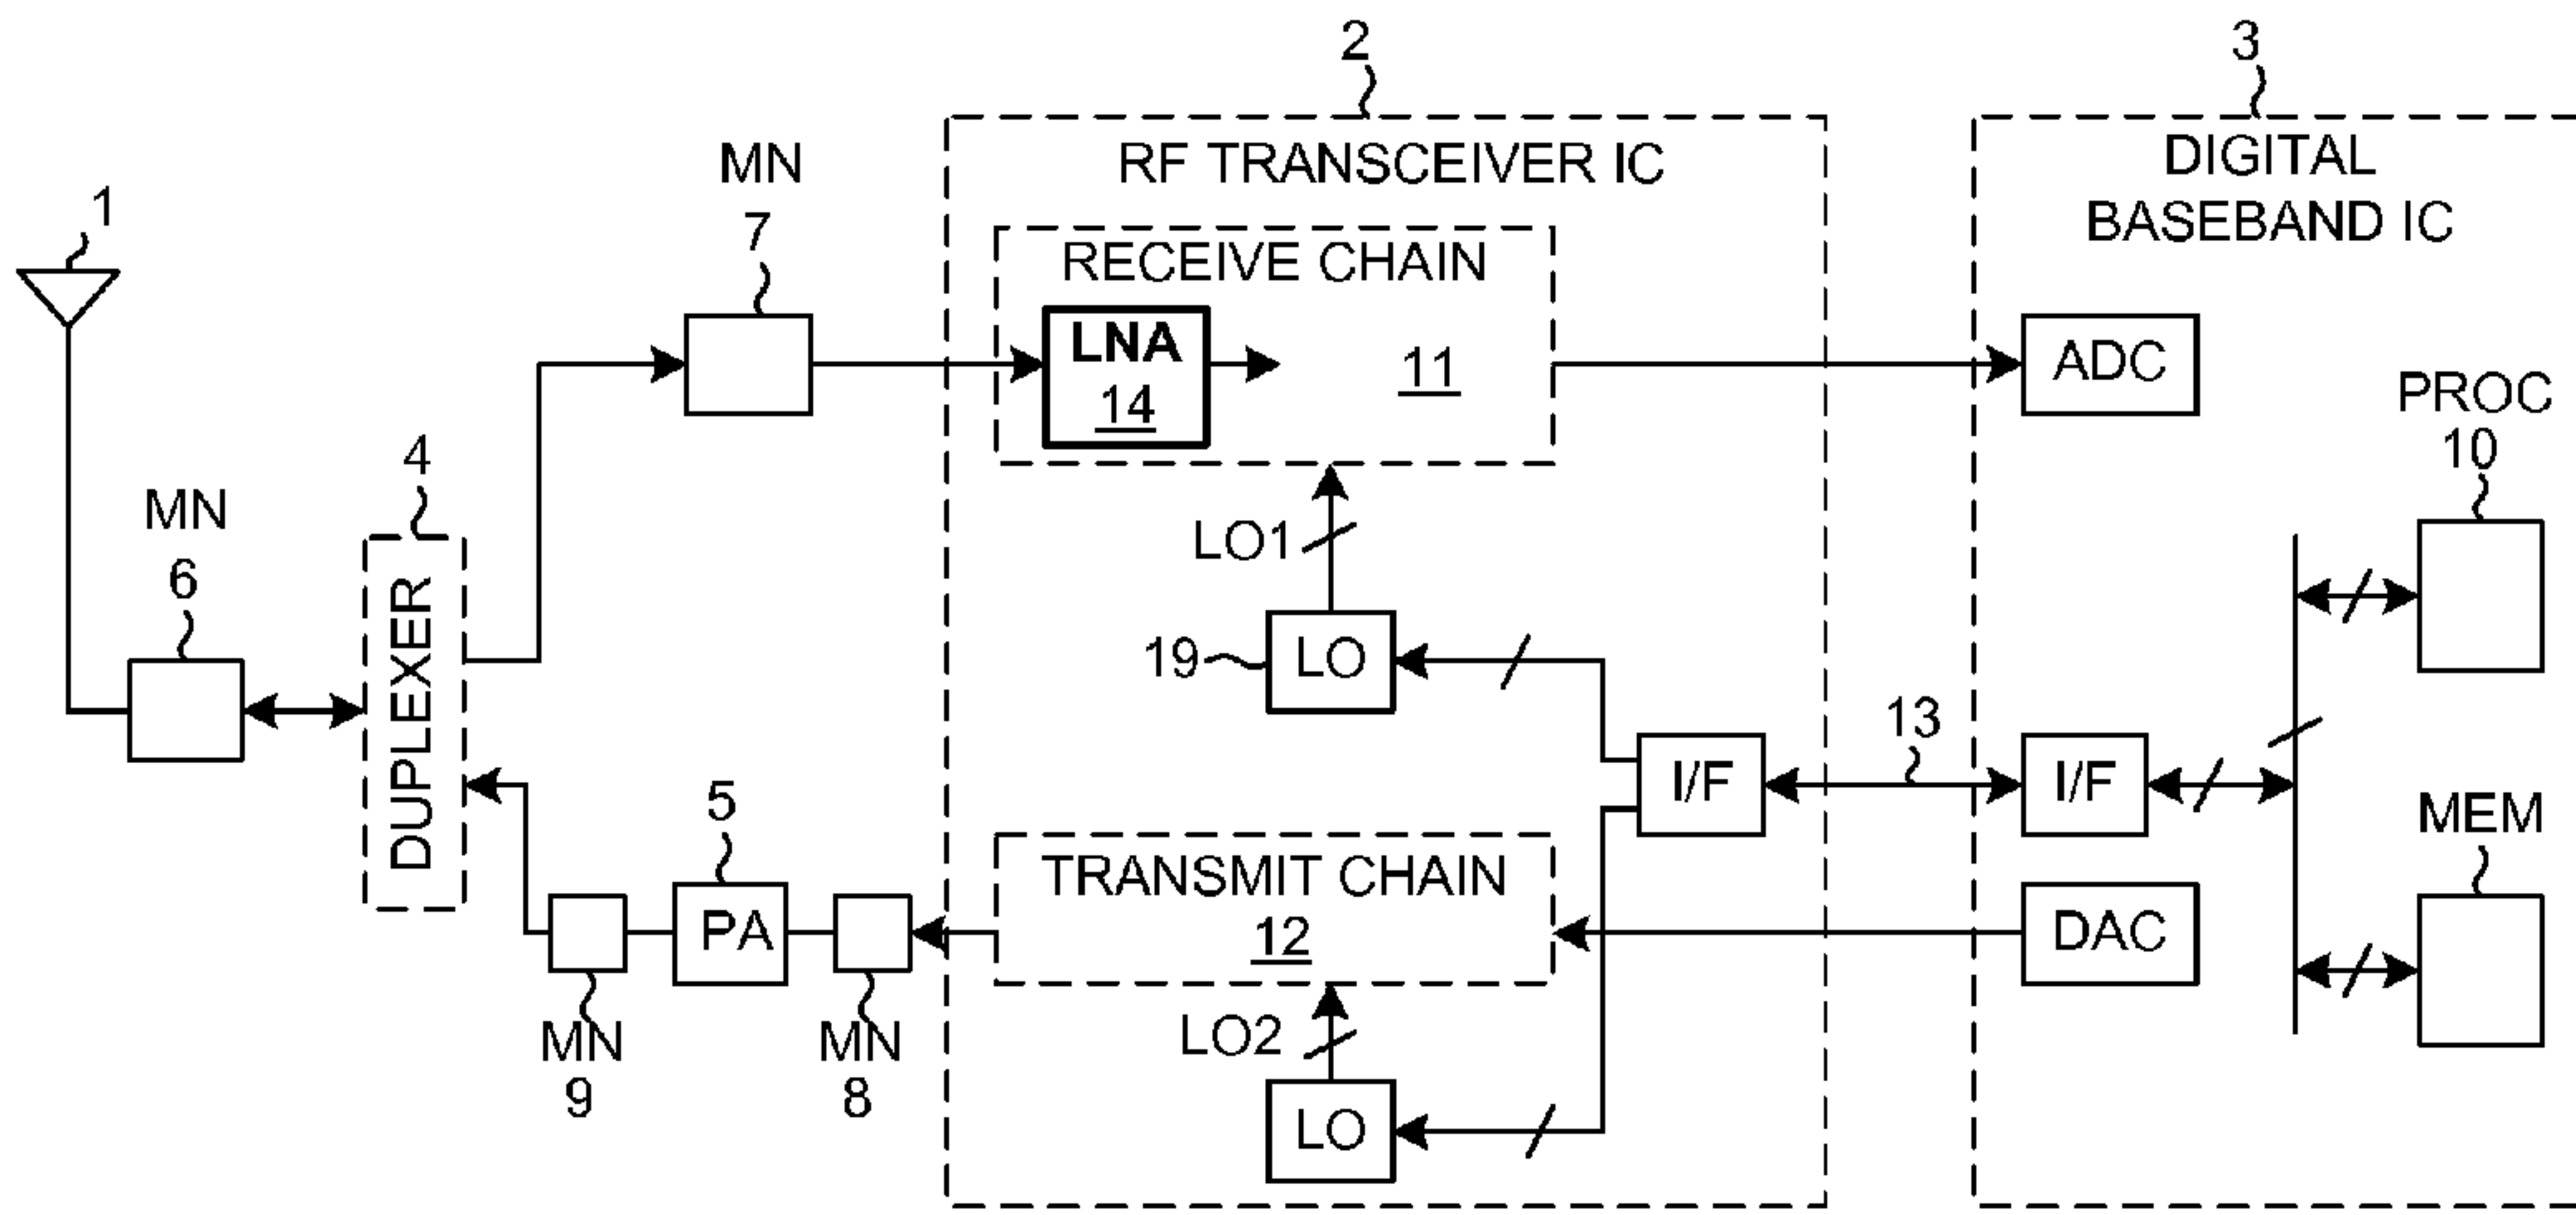 2
3
RF TRANSCEIVER IC
DIGITAL
BASEBAND IC
1
MN
7
RECEIVE CHAIN
LNA
14
11
ADC
PROC
10
4
MN
6
DUPLEXER
LO1
19
LO
13
I/F
I/F
MEM
5
PA
TRANSMIT CHAIN
12
DAC
MN
9
MN
8
LO2
LO